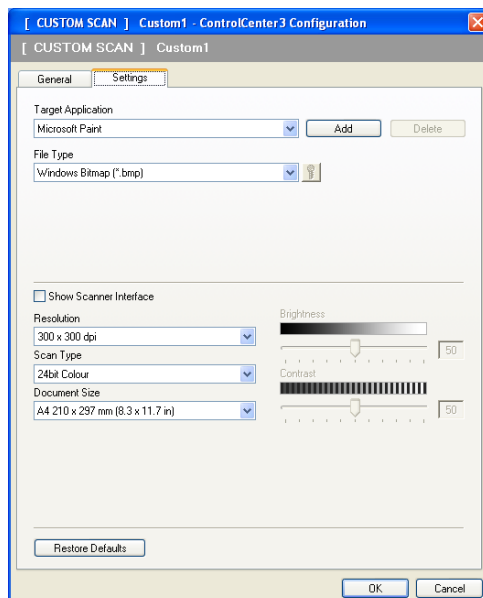 [ CUSTOM SCAN ] Custom1 - ControlCenter3 Configuration
[ CUSTOM SCAN ] Custom1
General Settings
Target Application
Microsoft Paint Add Delete
File Type
Windows Bitmap (*.bmp)
Show Scanner Interface
Resolution Brightness
300 x 300 dpi
50
Scan Type
24bit Colour Contrast
Document Size
A4 210 x 297 mm (8.3 x 11.7 in) 50
Restore Defaults
OK Cancel